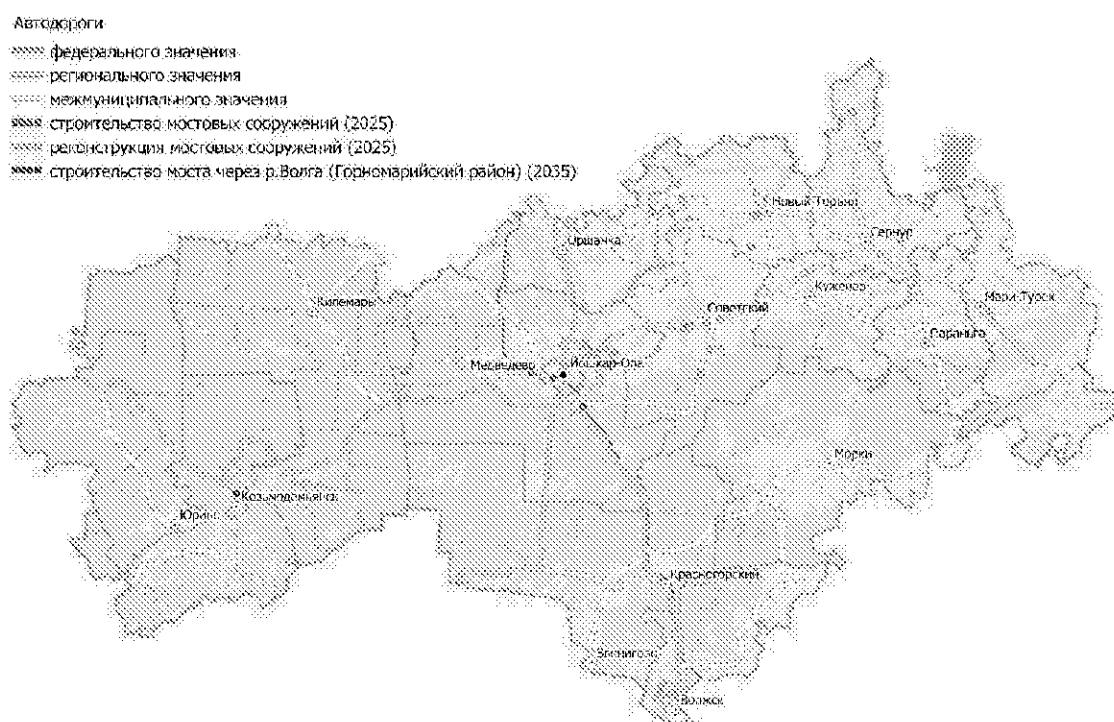 Автодороги
федерального значения
регионального значения
межмуниципального значения
строительство мостовых сооружений (2025)
реконструкция мостовых сооружений (2025)
строительство моста через р.Волга (Горномарийский район) (2035)
Новый Торъял
Сернур
Оршанка
Килемары
Куженер
Мари-Турек
Советский
Параньга
Медведево
Йошкар-Ола
Морки
Козьмодемьянск
Юрино
Красногорский
Звенигово
Волжск